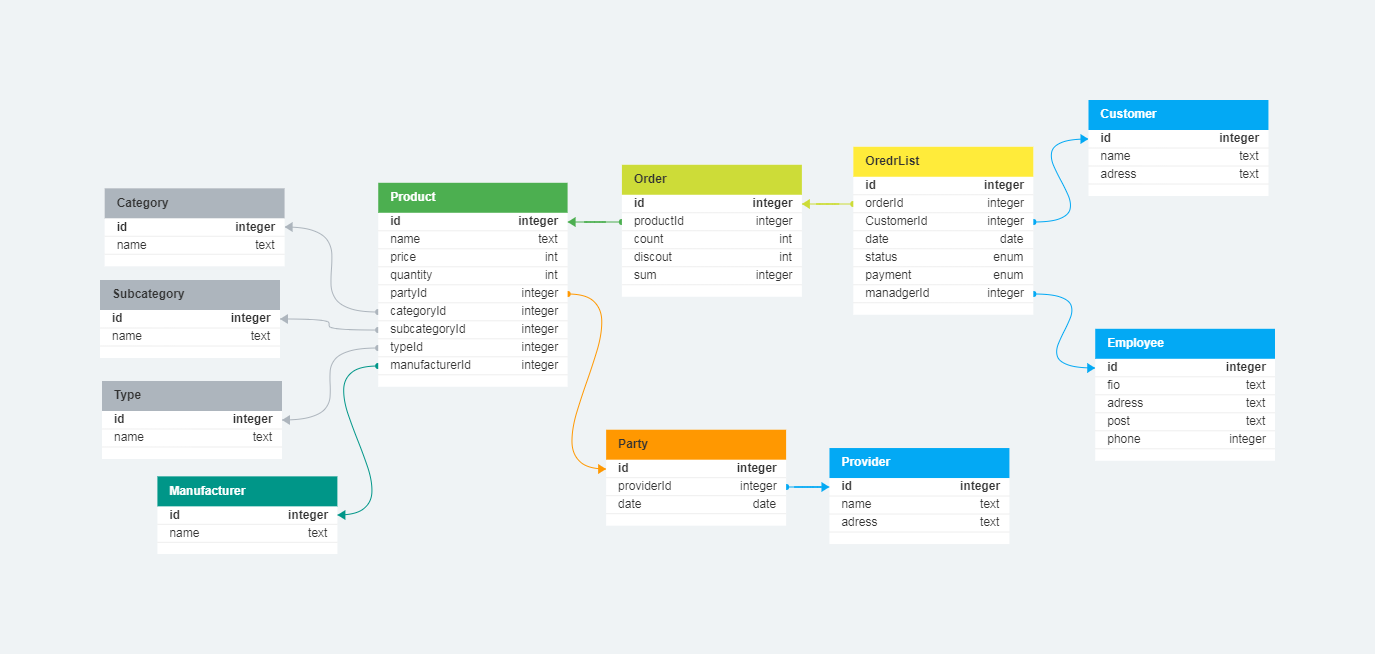 Category
id integer
name text
Subcategory
id integer
name text
Type
id integer
name text
Manufacturer
id integer
name text
Product
id integer
name text
price int
quantity int
partyId integer
categoryId integer
subcategoryId integer
typeId integer
manufacturerId integer
Order
id integer
productId integer
count int
discout int
sum integer
Party
id integer
providerId integer
date date
OredrList
id integer
orderId integer
CustomerId integer
date date
status enum
payment enum
manadgerId integer
Provider
id integer
name text
adress text
Customer
id integer
name text
adress text
Employee
id integer
fio text
adress text
post text
phone integer